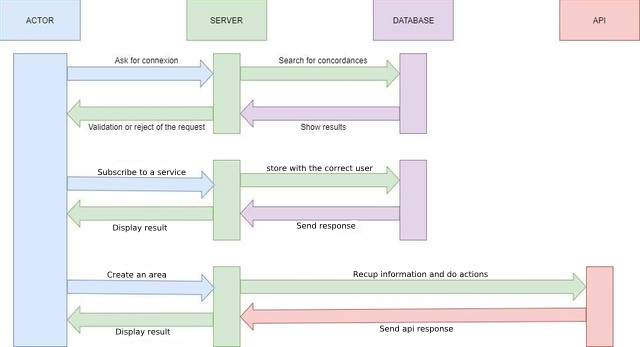 ACTOR
SERVER
DATABASE
API
Ask for connexion
Search for concordances
Validation or reject of the request
Show results
Subscribe to a service
store with the correct user
Display result
Send response
Create an area
Recup information and do actions
Display result
Send api response